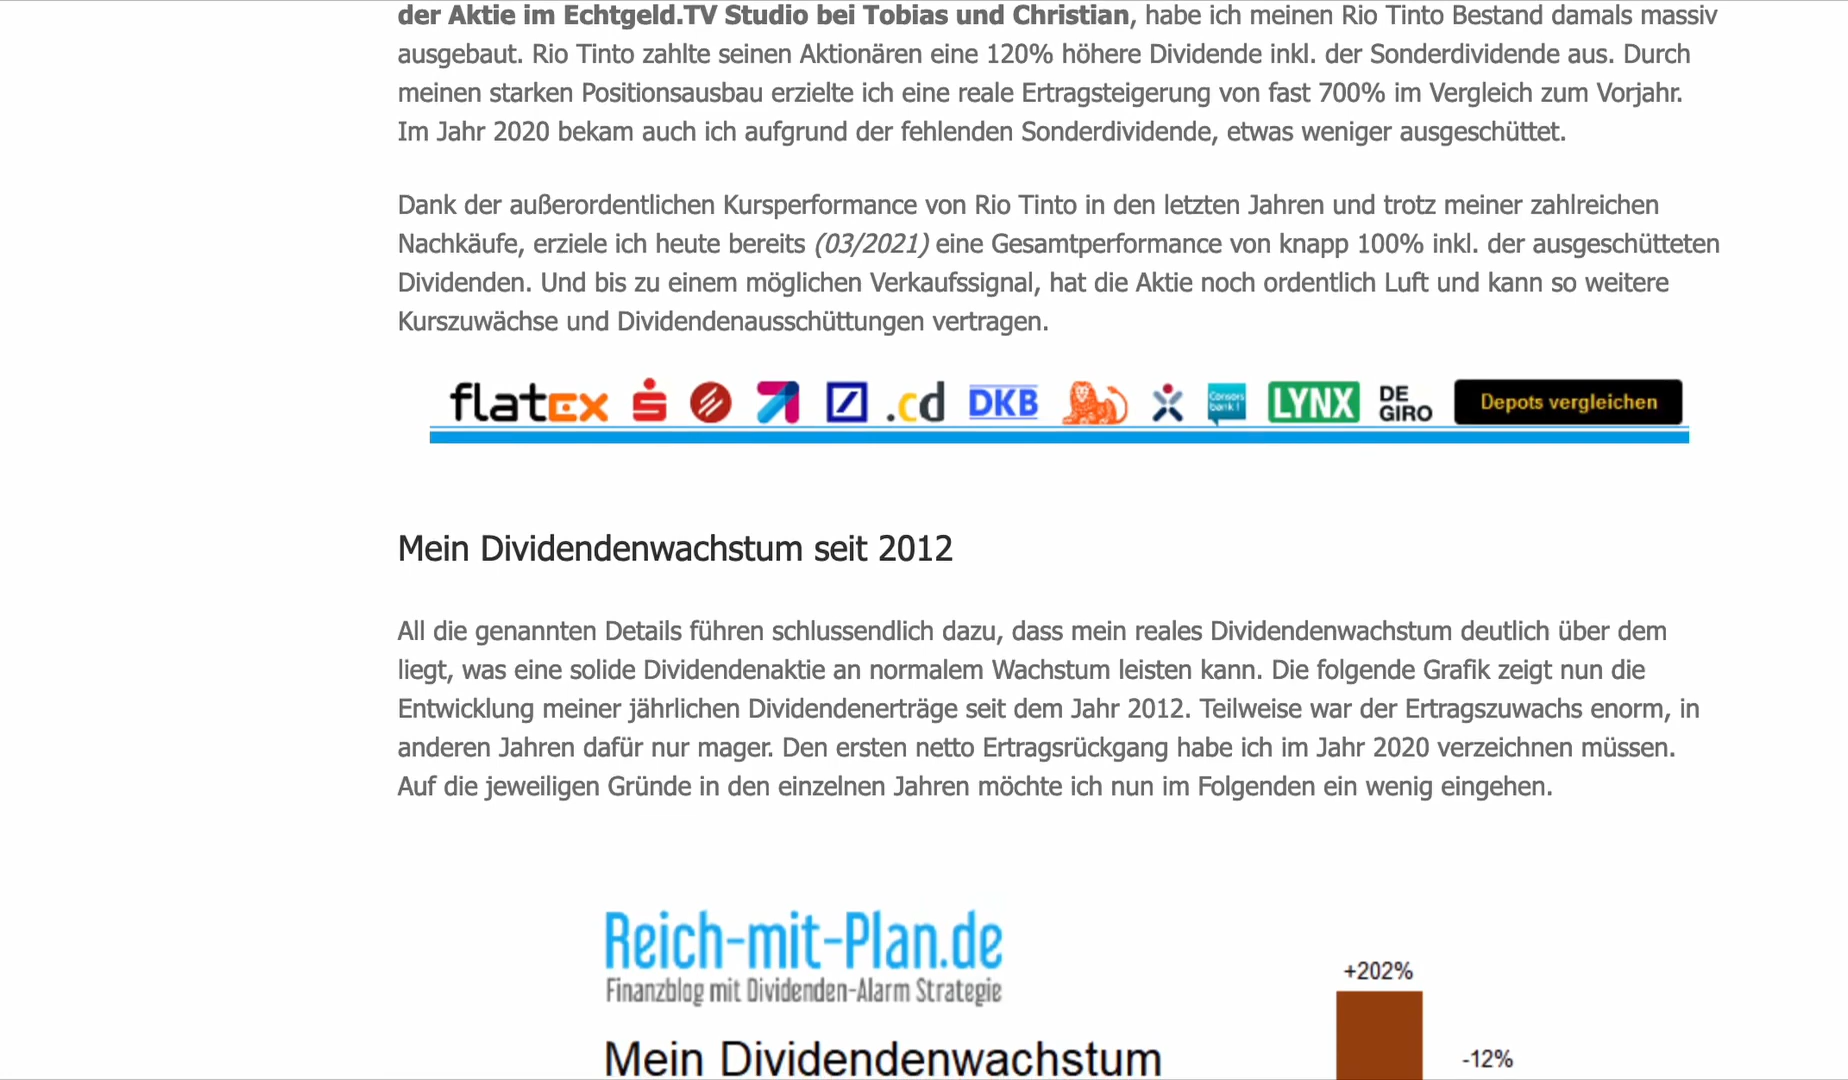 der Aktie im Echtgeld.TV Studio bei Tobias und Christian, habe ich meinen Rio Tinto Bestand damals massiv
ausgebaut. Rio Tinto zahlte seinen Aktionären eine 120% höhere Dividende inkl. der Sonderdividende aus. Durch
meinen starken Positionsausbau erzielte ich eine reale Ertragsteigerung von fast 700% im Vergleich zum Vorjahr.
Im Jahr 2020 bekam auch ich aufgrund der fehlenden Sonderdividende, etwas weniger ausgeschüttet.
Dank der außerordentlichen Kursperformance von Rio Tinto in den letzten Jahren und trotz meiner zahlreichen
Nachkäufe, erziele ich heute bereits (03/2021) eine Gesamtperformance von knapp 100% inkl. der ausgeschütteten
Dividenden. Und bis zu einem möglichen Verkaufssignal, hat die Aktie noch ordentlich Luft und kann so weitere
Kurszuwächse und Dividendenausschüttungen vertragen.
flatex .cd DKB Consors bank! LYNX DE GIRO Depots vergleichen
Mein Dividendenwachstum seit 2012
All die genannten Details führen schlussendlich dazu, dass mein reales Dividendenwachstum deutlich über dem
liegt, was eine solide Dividendenaktie an normalem Wachstum leisten kann. Die folgende Grafik zeigt nun die
Entwicklung meiner jährlichen Dividendenerträge seit dem Jahr 2012. Teilweise war der Ertragszuwachs enorm, in
anderen Jahren dafür nur mager. Den ersten netto Ertragsrückgang habe ich im Jahr 2020 verzeichnen müssen.
Auf die jeweiligen Gründe in den einzelnen Jahren möchte ich nun im Folgenden ein wenig eingehen.
Reich-mit-Plan.de
Finanzblog mit Dividenden-Alarm Strategie
+202%
Mein Dividendenwachstum
-12%